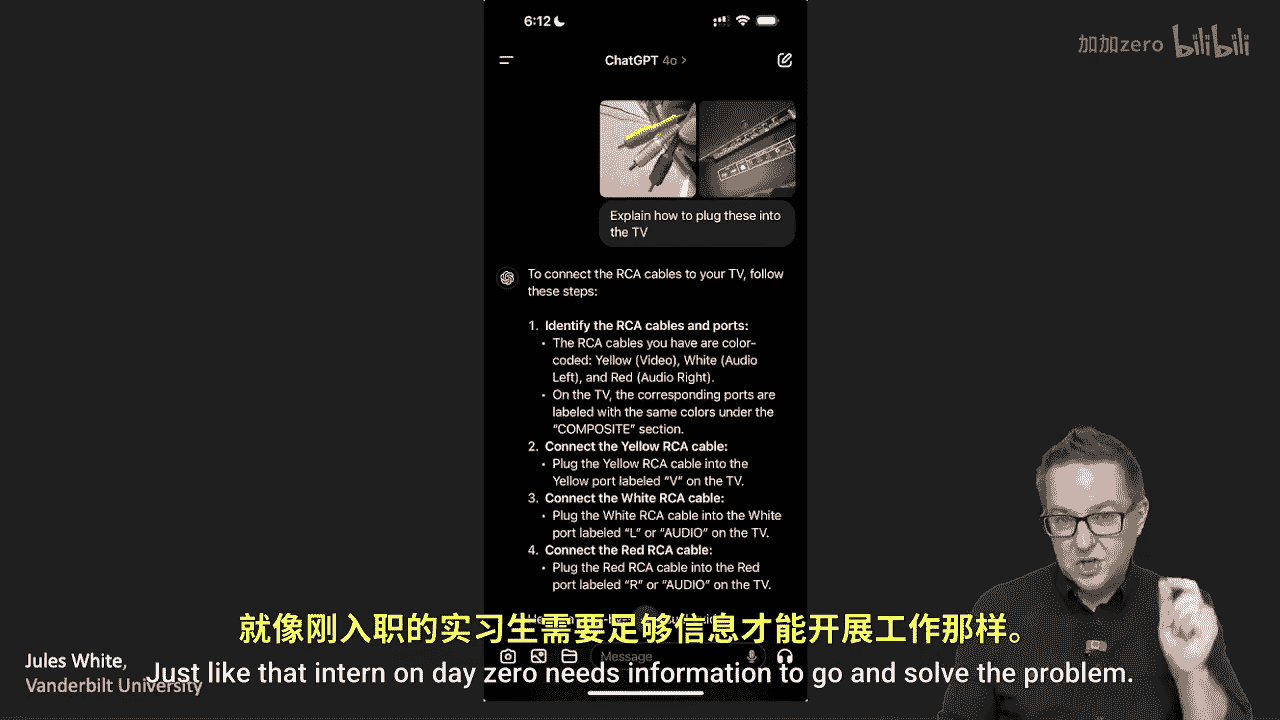 6:12
加加zero bilibili
ChatGPT 4o >
Explain how to plug these into
the TV
To connect the RCA cables to your TV, follow
these steps:
1. Identify the RCA cables and ports:
• The RCA cables you have are color-
coded: Yellow (Video), White (Audio
Left), and Red (Audio Right).
• On the TV, the corresponding ports are
labeled with the same colors under the
“COMPOSITE” section.
2. Connect the Yellow RCA cable:
• Plug the Yellow RCA cable into the
Yellow port labeled “V” on the TV.
3. Connect the White RCA cable:
• Plug the White RCA cable into the White
port labeled “L” or “AUDIO” on the TV.
4. Connect the Red RCA cable:
• Plug the Red RCA cable into the Red
port labeled “R” or “AUDIO” on the TV.
就像刚入职的实习生需要足够信息才能开展工作那样。
Message
Jules White,
Vanderbilt University
Just like that intern on day zero needs information to go and solve the problem.